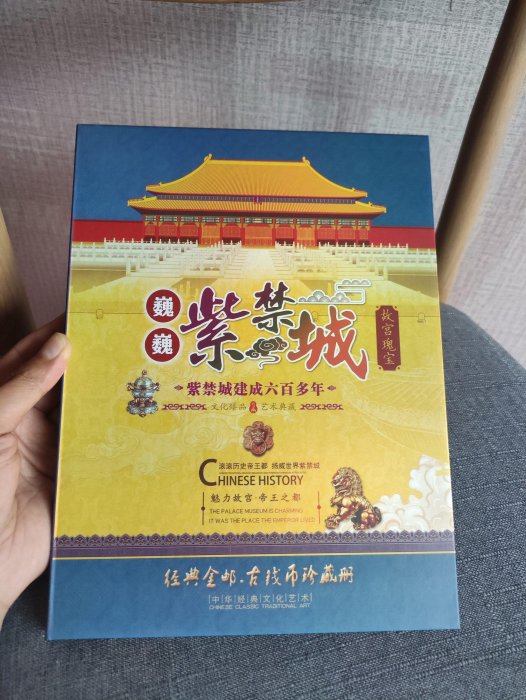 巍巍
紫禁城
故宫瑰宝
紫禁城建成六百多年
文化臻品 艺术典藏
滚滚历史帝王都 扬威世界紫禁城
CHINESE HISTORY
魅力故宫·帝王之都
THE PALACE MUSEUM IS CHARMING
IT WAS THE PLACE THE EMPEROR LIVED
经典金邮·古钱币珍藏册
中华经典文化艺术
CHINESE CLASSIC TRADITIONAL ART